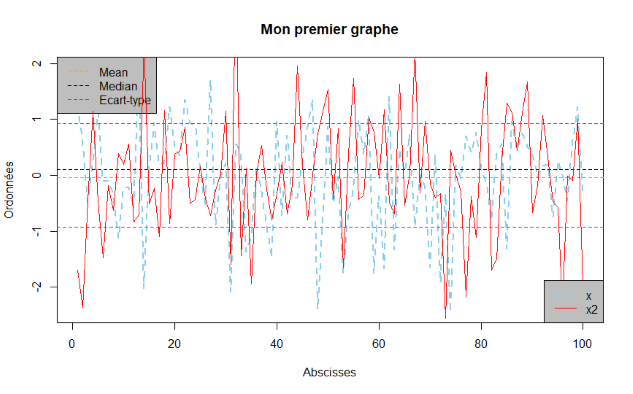 Mon premier graphe
Mean
Median
Ecart-type
2
1
0
-1
-2
Ordonnées
x
x2
0
20
40
60
80
100
Abscisses